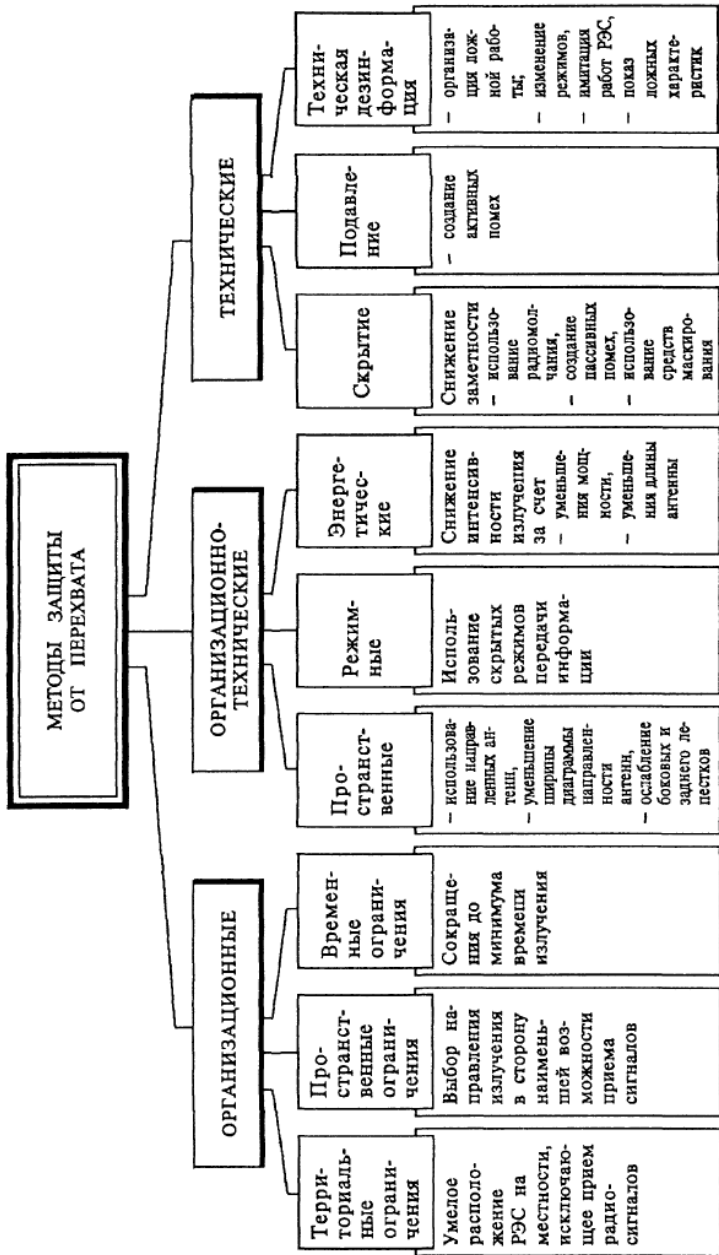 МЕТОДЫ ЗАЩИТЫ
ОТ ПЕРЕХВАТА
ОРГАНИЗАЦИОННЫЕ
ОРГАНИЗАЦИОННО-
ТЕХНИЧЕСКИЕ
ТЕХНИЧЕСКИЕ
Терри-
ториаль-
ные
ограни-
чения
Умелое
располо-
жение
РЭС на
местности,
исключаю-
щее прием
радио-
сигналов
Про-
странст-
венные
ограни-
чения
Выбор на-
правления
излучения
в сторону
наимень-
шей воз-
можности
приема
сигналов
Времен-
ные
ограни-
чения
Сокраще-
ния до
минимума
времени
излучения
Про-
странст-
венные
– использова-
ние направ-
ленных ан-
тенн,
– уменьшение
ширины
диаграммы
направлен-
ности
антенн,
– ослабление
боковых и
заднего ле-
пестков
Режим-
ные
Исполь-
зование
скрытых
режимов
передачи
информа-
ции
Энерге-
тичес-
кие
Снижение
интенсив-
ности
излучения
за счет
– уменьше-
ния мощ-
ности,
– уменьше-
ния длины
антенны
Скрытие
Снижение
заметности
– использо-
вание
радиомол-
чания,
– создание
пассивных
помех,
– использо-
вание
средств
маскиро-
вания
Подавле-
ние
– создание
активных
помех
Техни-
ческая
дезин-
форма-
ция
– организа-
ция лож-
ной рабо-
ты;
– изменение
режимов,
– имитация
работ РЭС,
– показ
ложных
характе-
ристик